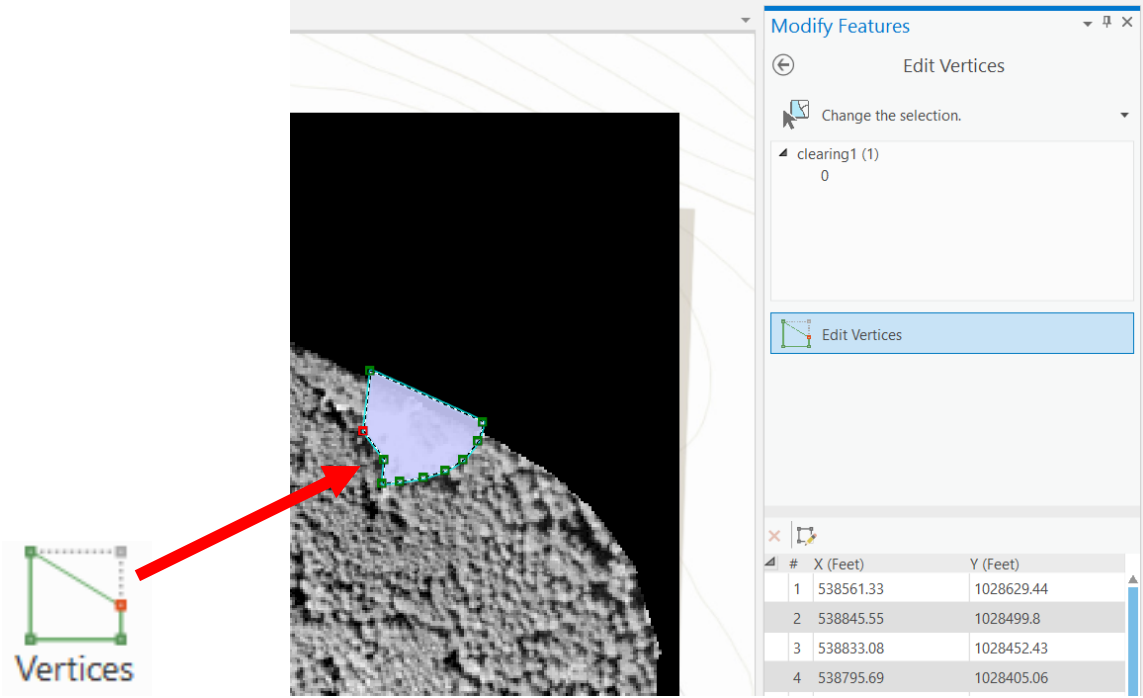 Modify Features
Edit Vertices
Change the selection.
clearing1 (1)
0
Edit Vertices
# X (Feet) Y (Feet)
1 538561.33 1028629.44
2 538845.55 1028499.8
3 538833.08 1028452.43
4 538795.69 1028405.06
Vertices